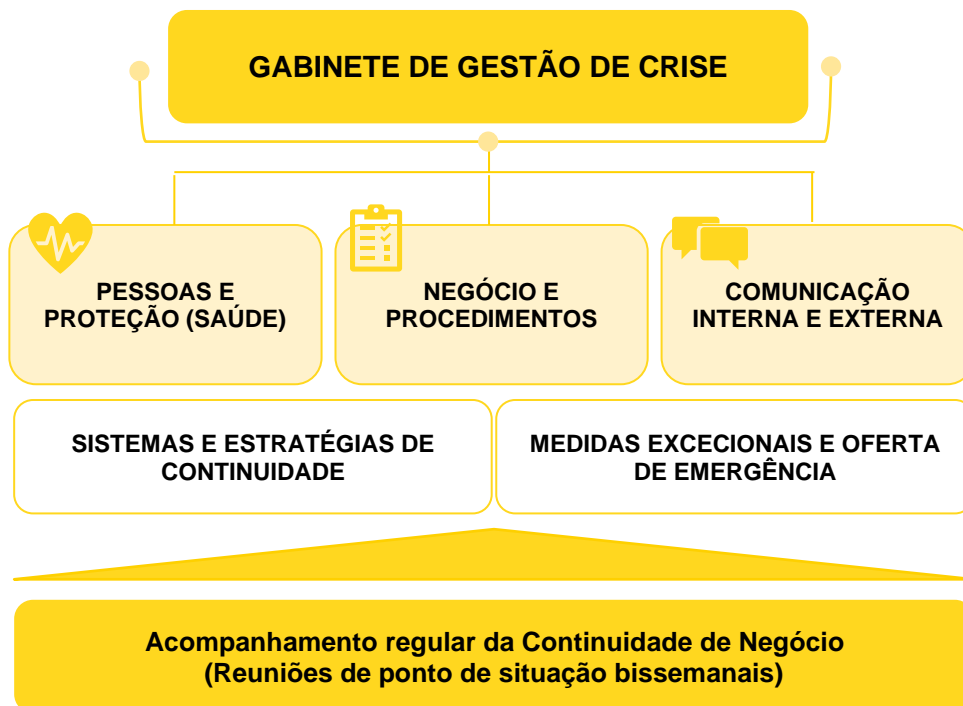 GABINETE DE GESTÃO DE CRISE
PESSOAS E
PROTEÇÃO (SAÚDE)
NEGÓCIO E
PROCEDIMENTOS
COMUNICAÇÃO
INTERNA E EXTERNA
SISTEMAS E ESTRATÉGIAS DE
CONTINUIDADE
MEDIDAS EXCECIONAIS E OFERTA
DE EMERGÊNCIA
Acompanhamento regular da Continuidade de Negócio
(Reuniões de ponto de situação bissemanais)